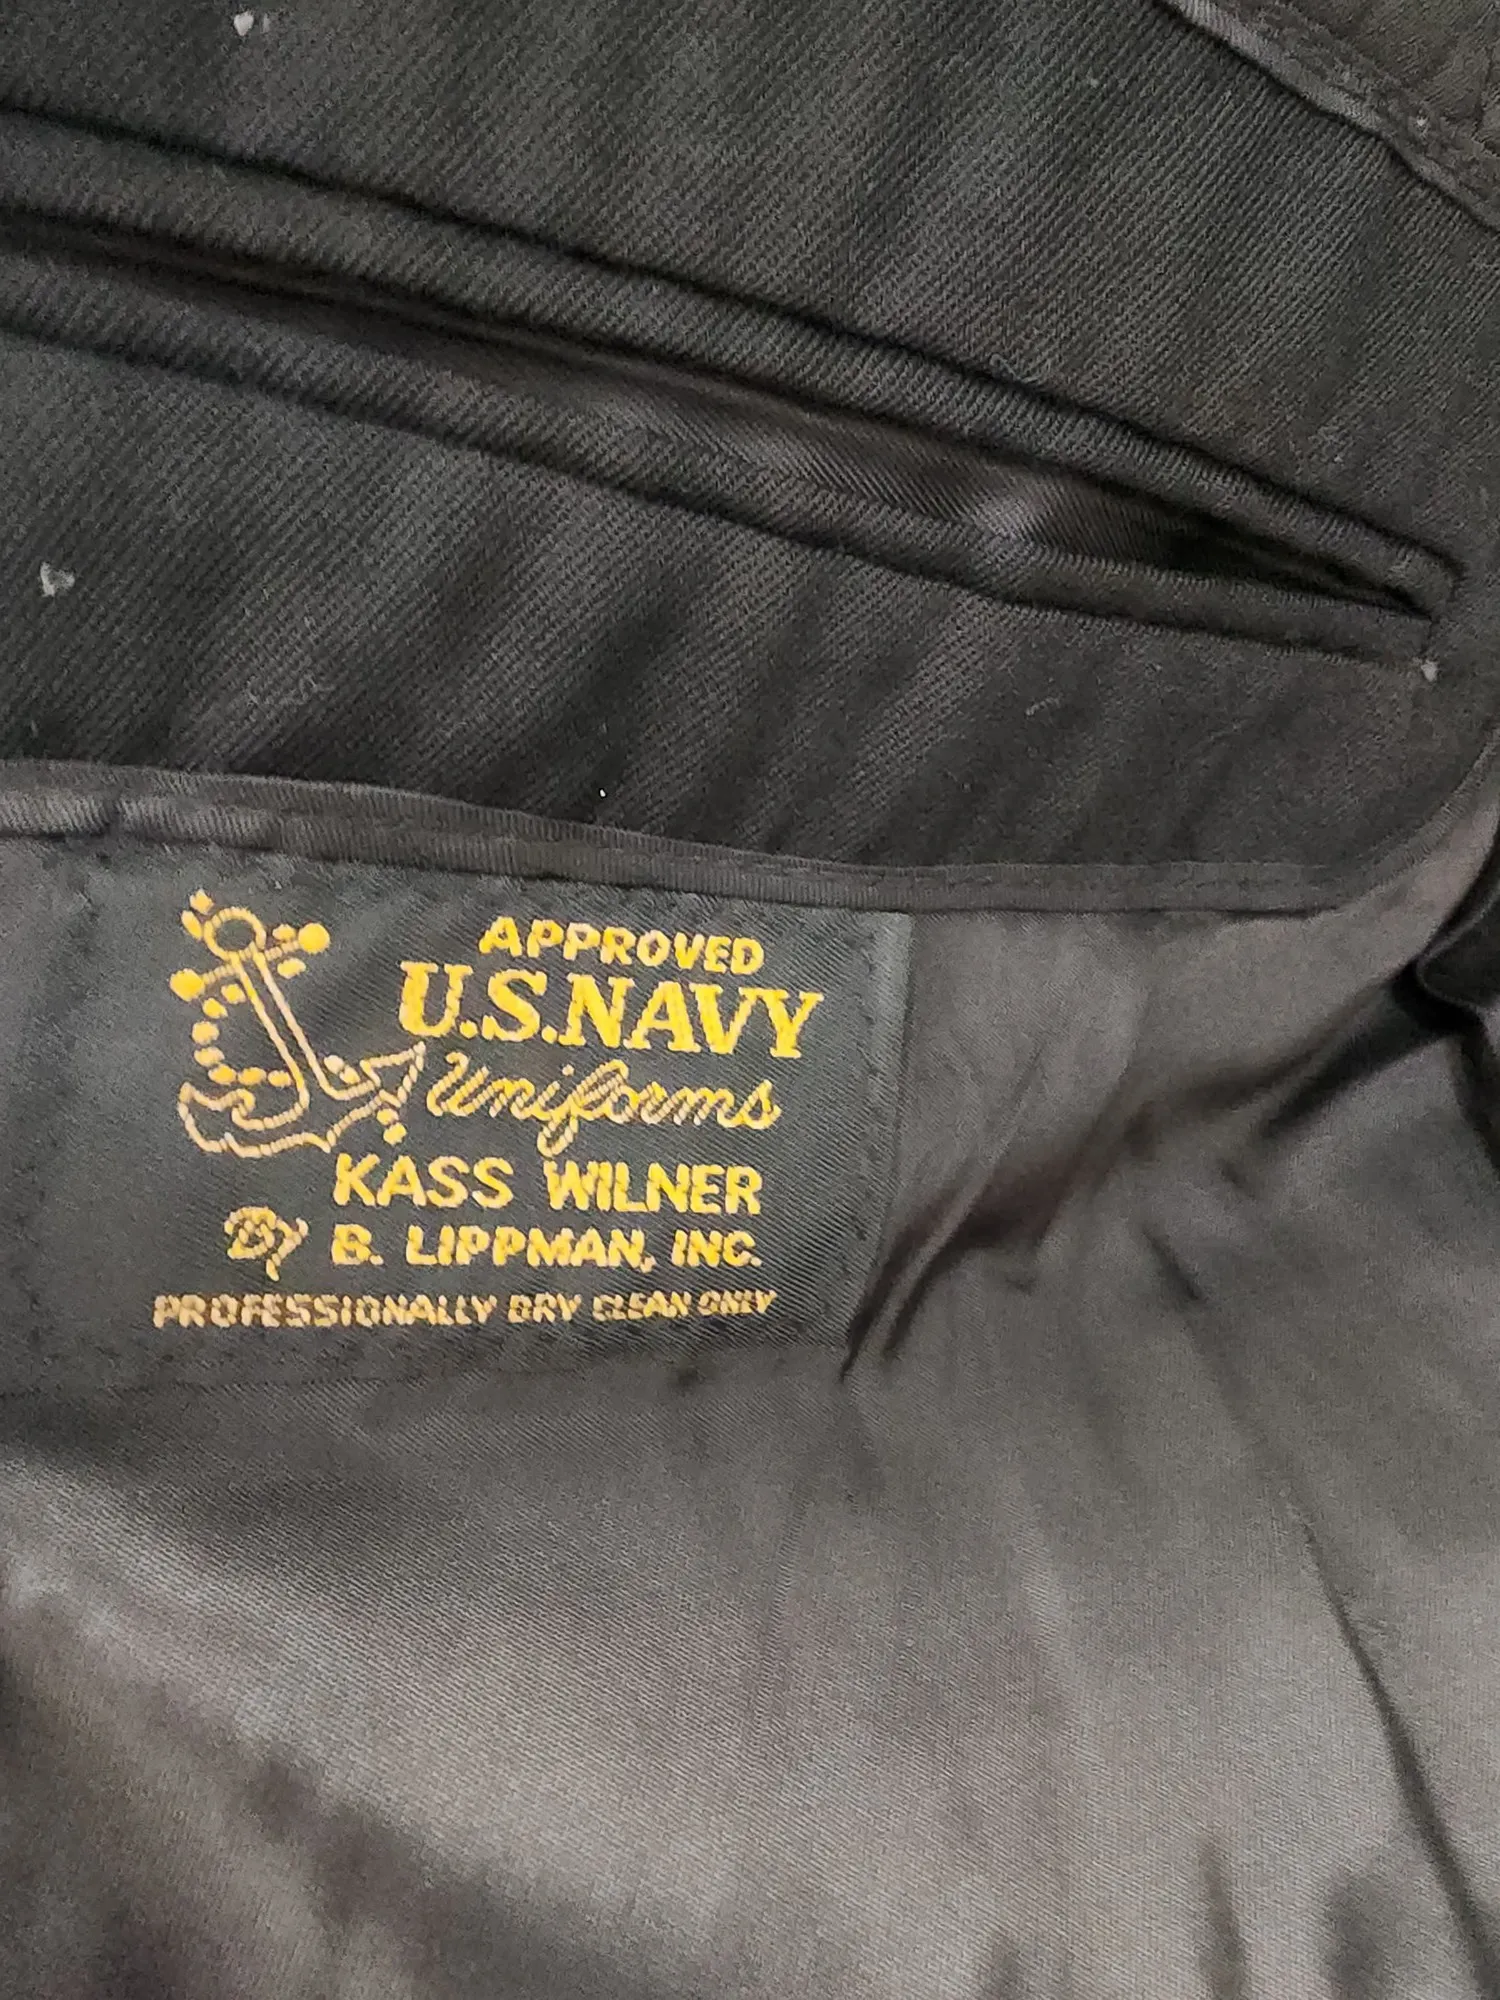 APPROVED
U.S.NAVY
Uniforms
KASS WILNER
By B. LIPPMAN, INC.
PROFESSIONALLY DRY CLEAN ONLY